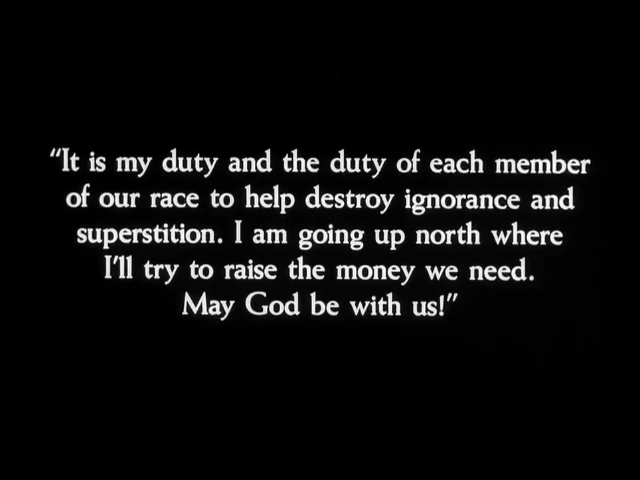 “It is my duty and the duty of each member
of our race to help destroy ignorance and
superstition. I am going up north where
I'll try to raise the money we need.
May God be with us!”